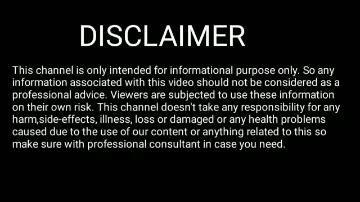 DISCLAIMER
This channel is only intended for informational purpose only. So any
information associated with this video should not be considered as a
professional advice. Viewers are subjected to use these information
on their own risk. This channel doesn't take any responsibility for any
harm,side-effects, illness, loss or damaged or any health problems
caused due to the use of our content or anything related to this so
make sure with professional consultant in case you need.